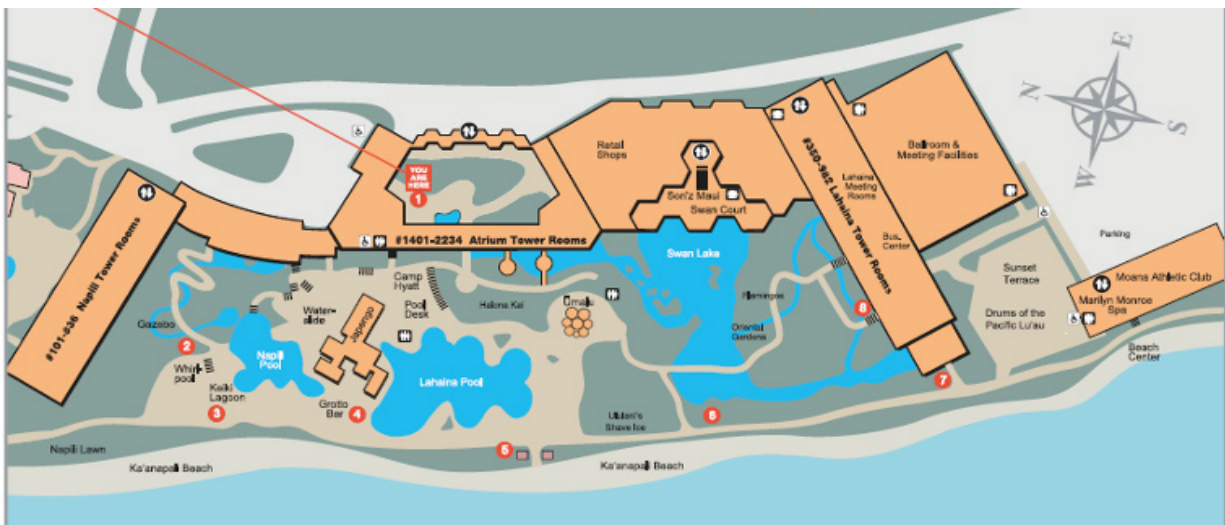 E
N
S
W
YOU
ARE
HERE
1
Retail
Shops
Son'z Maui
Swan Court
#350-962 Lahaina Tower Rooms
Lahaina
Meeting
Rooms
Bus.
Center
Ballroom &
Meeting Facilities
Parking
#101-636 Napili Tower Rooms
#1401-2234 Atrium Tower Rooms
Swan Lake
Sunset
Terrace
Moana Athletic Club
Marilyn Monroe
Spa
Camp
Hyatt
Pool
Desk
Halona Kai
Umalu
Flamingos
Oriental
Gardens
8
Drums of the
Pacific Lu'au
Beach
Center
Gazebo
2
Water-
slide
Japengo
Napili
Pool
Whirl-
pool
Keiki
Lagoon
3
Grotto
Bar
4
Lahaina Pool
Ululani's
Shave Ice
6
7
5
Napili Lawn
Ka'anapali Beach
Ka'anapali Beach